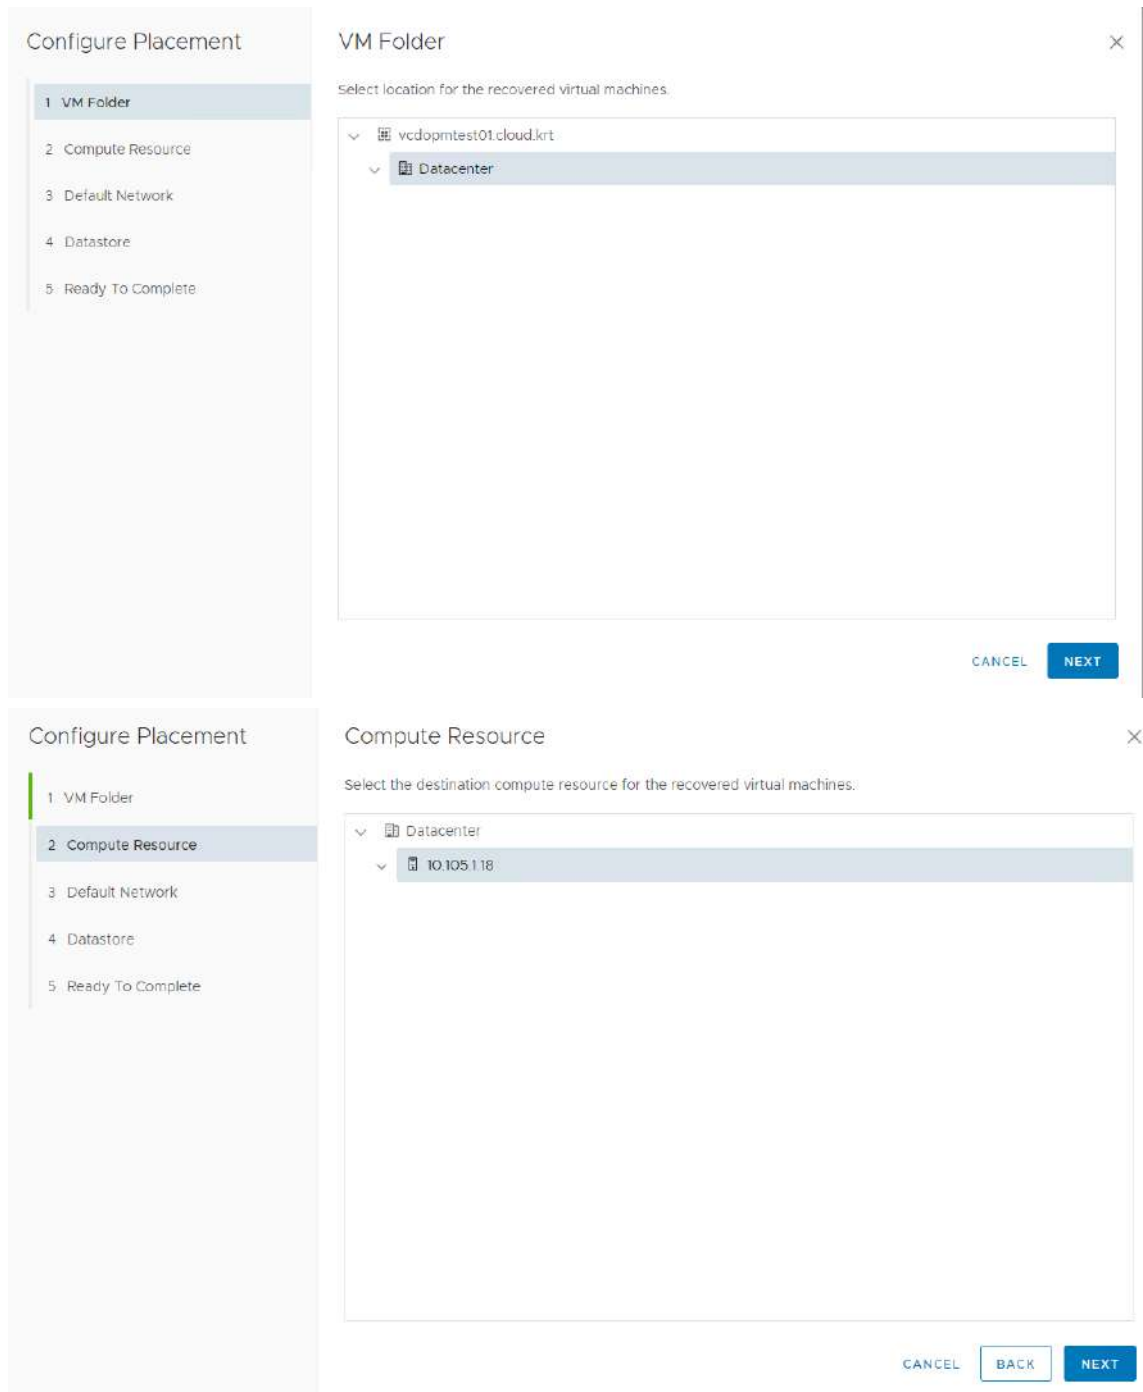 Configure Placement
1 VM Folder
2 Compute Resource
3 Default Network
4 Datastore
5 Ready To Complete
VM Folder
Select location for the recovered virtual machines.
vcdopmtest01.cloud.krt
Datacenter
CANCEL
NEXT
Configure Placement
1 VM Folder
2 Compute Resource
3 Default Network
4 Datastore
5 Ready To Complete
Compute Resource
Select the destination compute resource for the recovered virtual machines.
Datacenter
10.105.1.18
CANCEL
BACK
NEXT